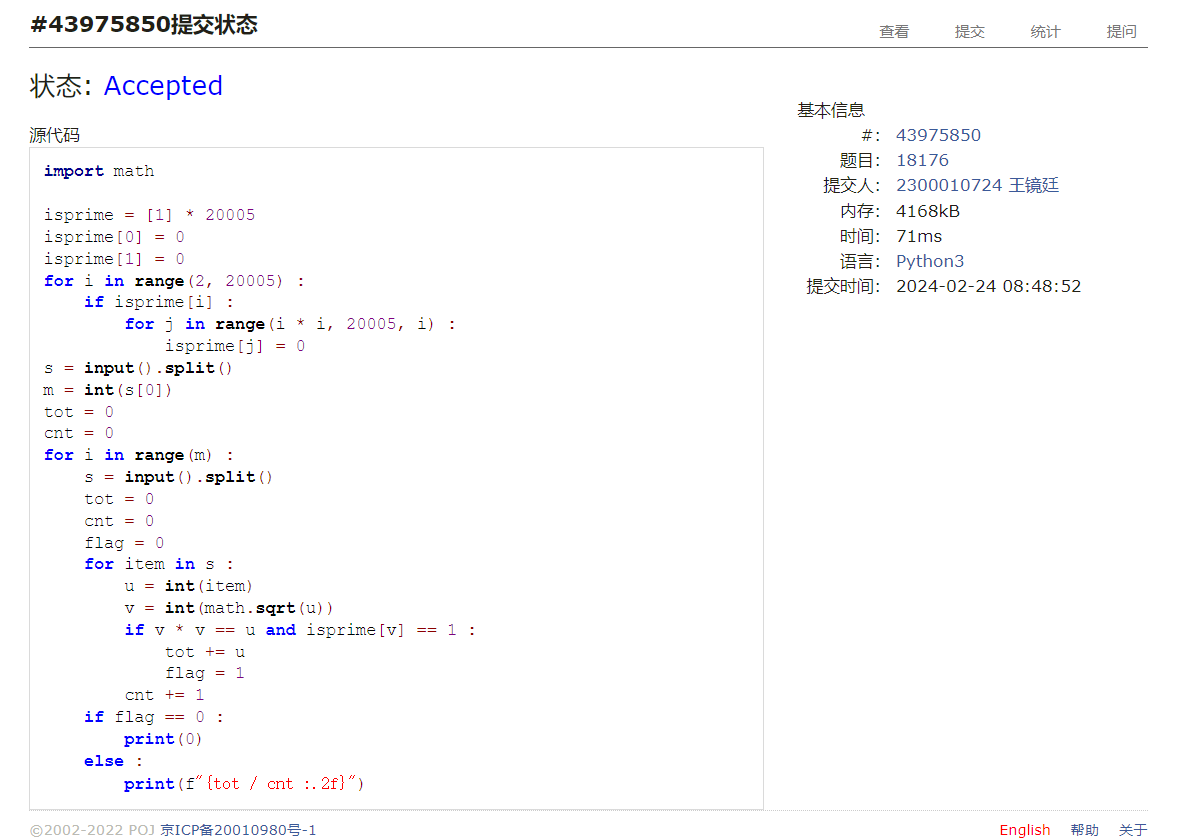 #43975850提交状态
查看 提交 统计 提问
状态: Accepted
源代码
import math
isprime = [1] * 20005
isprime[0] = 0
isprime[1] = 0
for i in range(2, 20005) :
    if isprime[i] :
        for j in range(i * i, 20005, i) :
            isprime[j] = 0
s = input().split()
m = int(s[0])
tot = 0
cnt = 0
for i in range(m) :
    s = input().split()
    tot = 0
    cnt = 0
    flag = 0
    for item in s :
        u = int(item)
        v = int(math.sqrt(u))
        if v * v == u and isprime[v] == 1 :
            tot += u
            flag = 1
        cnt += 1
    if flag == 0 :
        print(0)
    else :
        print(f"{tot / cnt :.2f}")
基本信息
#: 43975850
题目: 18176
提交人: 2300010724 王镜廷
内存: 4168kB
时间: 71ms
语言: Python3
提交时间: 2024-02-24 08:48:52
©2002-2022 POJ 京ICP备20010980号-1
English 帮助 关于